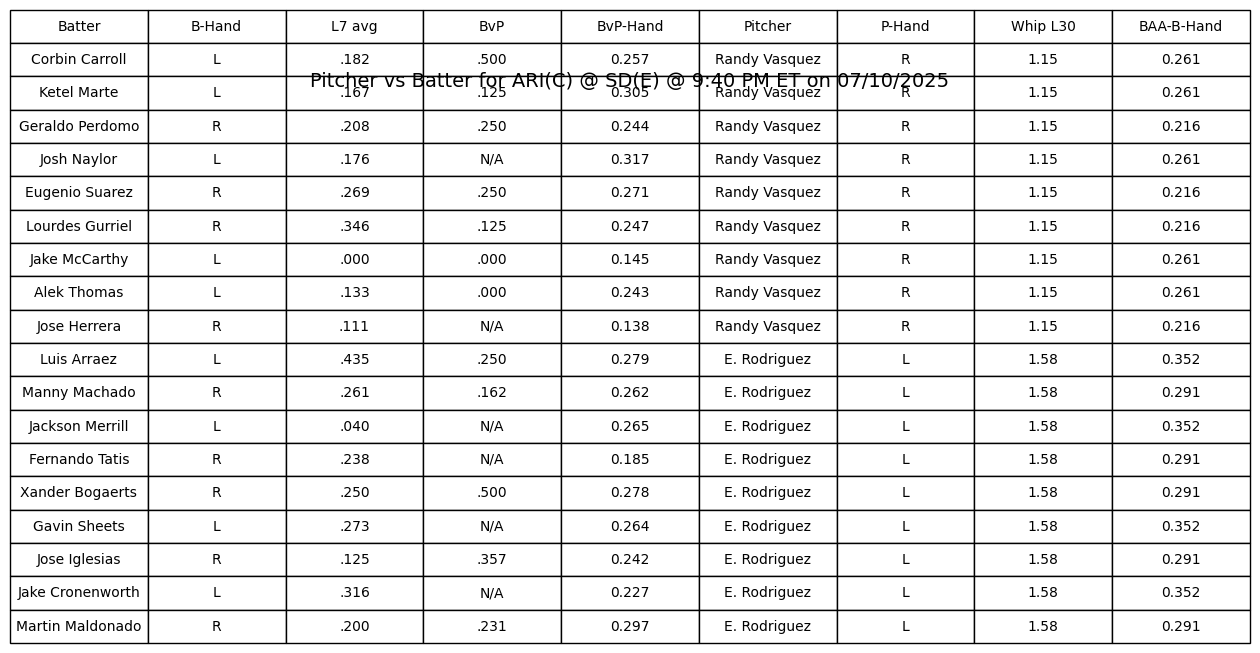 Batter B-Hand L7 avg BvP BvP-Hand Pitcher P-Hand Whip L30 BAA-B-Hand
Corbin Carroll L .182 .500 0.257 Randy Vasquez R 1.15 0.261
Pitcher vs Batter for ARI(C) @ SD(E) @ 9:40 PM ET on 07/10/2025
Ketel Marte L .167 .125 0.305 Randy Vasquez R 1.15 0.261
Geraldo Perdomo R .208 .250 0.244 Randy Vasquez R 1.15 0.216
Josh Naylor L .176 N/A 0.317 Randy Vasquez R 1.15 0.261
Eugenio Suarez R .269 .250 0.271 Randy Vasquez R 1.15 0.216
Lourdes Gurriel R .346 .125 0.247 Randy Vasquez R 1.15 0.216
Jake McCarthy L .000 .000 0.145 Randy Vasquez R 1.15 0.261
Alek Thomas L .133 .000 0.243 Randy Vasquez R 1.15 0.261
Jose Herrera R .111 N/A 0.138 Randy Vasquez R 1.15 0.216
Luis Arraez L .435 .250 0.279 E. Rodriguez L 1.58 0.352
Manny Machado R .261 .162 0.262 E. Rodriguez L 1.58 0.291
Jackson Merrill L .040 N/A 0.265 E. Rodriguez L 1.58 0.352
Fernando Tatis R .238 N/A 0.185 E. Rodriguez L 1.58 0.291
Xander Bogaerts R .250 .500 0.278 E. Rodriguez L 1.58 0.291
Gavin Sheets L .273 N/A 0.264 E. Rodriguez L 1.58 0.352
Jose Iglesias R .125 .357 0.242 E. Rodriguez L 1.58 0.291
Jake Cronenworth L .316 N/A 0.227 E. Rodriguez L 1.58 0.352
Martin Maldonado R .200 .231 0.297 E. Rodriguez L 1.58 0.291